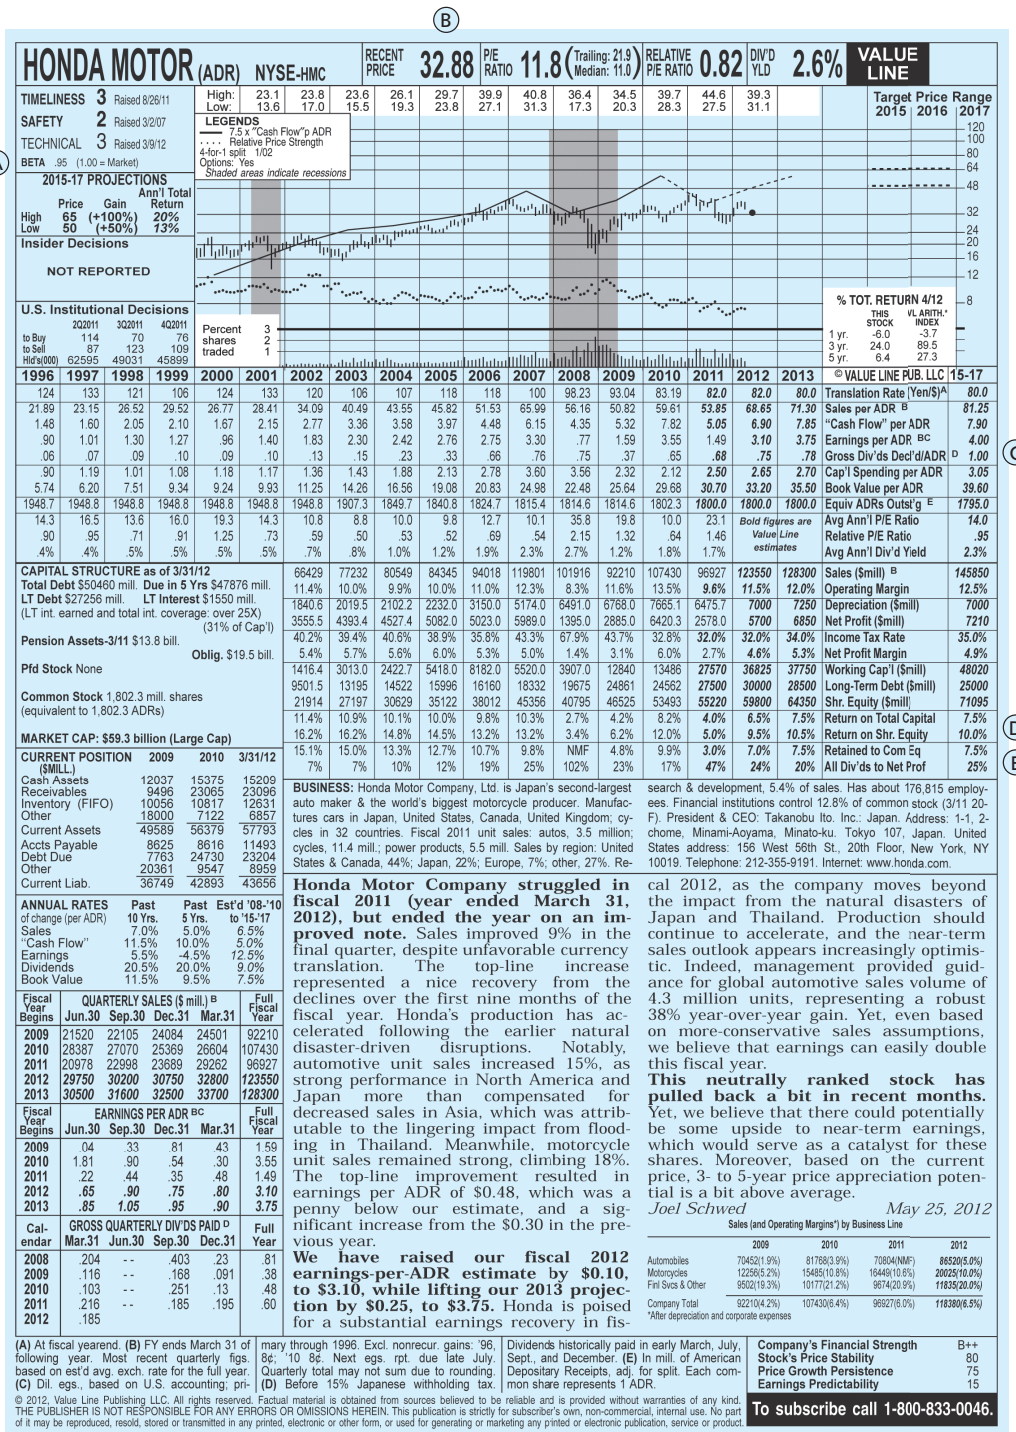 B
HONDA MOTOR (ADR) NYSE-HMC
RECENT PRICE 32.88
P/E RATIO 11.8 (Trailing: 21.9 Median: 11.0)
RELATIVE P/E RATIO 0.82
DIV'D YLD 2.6%
VALUE LINE
TIMELINESS 3 Raised 8/26/11
SAFETY 2 Raised 3/2/07
TECHNICAL 3 Raised 3/9/12
BETA .95 (1.00 = Market)
2015-17 PROJECTIONS
Ann'l Total
Price Gain Return
High 65 (+100%) 20%
Low 50 (+50%) 13%
Insider Decisions
NOT REPORTED
U.S. Institutional Decisions
2Q2011 3Q2011 4Q2011
to Buy 114 70 76
to Sell 87 123 109
Hld's(000) 62595 49031 45899
High: 23.1 23.8 23.6 26.1 29.7 39.9 40.8 36.4 34.5 39.7 44.6 39.3
Low: 13.6 17.0 15.5 19.3 23.8 27.1 31.3 17.3 20.3 28.3 27.5 31.1
LEGENDS
7.5 x "Cash Flow"p ADR
.... Relative Price Strength
4-for-1 split 1/02
Options: Yes
Shaded areas indicate recessions
Target Price Range
2015 2016 2017
120
100
80
64
48
32
24
20
16
12
8
Percent 3
shares 2
traded 1
% TOT. RETURN 4/12
THIS STOCK VL ARITH.* INDEX
1 yr. -6.0 -3.7
3 yr. 24.0 89.5
5 yr. 6.4 27.3
1996 1997 1998 1999 2000 2001 2002 2003 2004 2005 2006 2007 2008 2009 2010 2011 2012 2013 © VALUE LINE PUB. LLC 15-17
124 133 121 106 124 133 120 106 107 118 118 100 98.23 93.04 83.19 82.0 82.0 80.0 Translation Rate (Yen/$)A 80.0
21.89 23.15 26.52 29.52 26.77 28.41 34.09 40.49 43.55 45.82 51.53 65.99 56.16 50.82 59.61 53.85 68.65 71.30 Sales per ADR B 81.25
1.48 1.60 2.05 2.10 1.67 2.15 2.77 3.36 3.58 3.97 4.48 6.15 4.35 5.32 7.82 5.05 6.90 7.85 "Cash Flow" per ADR 7.90
.90 1.01 1.30 1.27 .96 1.40 1.83 2.30 2.42 2.76 2.75 3.30 .77 1.59 3.55 1.49 3.10 3.75 Earnings per ADR BC 4.00
.06 .07 .09 .10 .09 .10 .13 .15 .23 .33 .66 .76 .75 .37 .65 .68 .75 .78 Gross Div'ds Decl'd/ADR D 1.00
.90 1.19 1.01 1.08 1.18 1.17 1.36 1.43 1.88 2.13 2.78 3.60 3.56 2.32 2.12 2.50 2.65 2.70 Cap'l Spending per ADR 3.05
5.74 6.20 7.51 9.34 9.24 9.93 11.25 14.26 16.56 19.08 20.83 24.98 22.48 25.64 29.68 30.70 33.20 35.50 Book Value per ADR 39.60
1948.7 1948.8 1948.8 1948.8 1948.8 1948.8 1948.8 1907.3 1849.7 1840.8 1824.7 1815.4 1814.6 1814.6 1802.3 1800.0 1800.0 1800.0 Equiv ADRs Outst'g E 1795.0
14.3 16.5 13.6 16.0 19.3 14.3 10.8 8.8 10.0 9.8 12.7 10.1 35.8 19.8 10.0 23.1 Bold figures are Avg Ann'l P/E Ratio 14.0
.90 .95 .71 .91 1.25 .73 .59 .50 .53 .52 .69 .54 2.15 1.32 .64 1.46 Value Line Relative P/E Ratio .95
.4% .4% .5% .5% .5% .5% .7% .8% 1.0% 1.2% 1.9% 2.3% 2.7% 1.2% 1.8% 1.7% estimates Avg Ann'l Div'd Yield 2.3%
CAPITAL STRUCTURE as of 3/31/12
Total Debt $50460 mill. Due in 5 Yrs $47876 mill.
LT Debt $27256 mill. LT Interest $1550 mill.
(LT int. earned and total int. coverage: over 25X)
(31% of Cap'l)
Pension Assets-3/11 $13.8 bill.
Oblig. $19.5 bill.
Pfd Stock None
Common Stock 1,802.3 mill. shares
(equivalent to 1,802.3 ADRs)
MARKET CAP: $59.3 billion (Large Cap)
66429 77232 80549 84345 94018 119801 101916 92210 107430 96927 123550 128300 Sales ($mill) B 145850
11.4% 10.0% 9.9% 10.0% 11.0% 12.3% 8.3% 11.6% 13.5% 9.6% 11.5% 12.0% Operating Margin 12.5%
1840.6 2019.5 2102.2 2232.0 3150.0 5174.0 6491.0 6768.0 7665.1 6475.7 7000 7250 Depreciation ($mill) 7000
3555.5 4393.4 4527.4 5082.0 5023.0 5989.0 1395.0 2885.0 6420.3 2578.0 5700 6850 Net Profit ($mill) 7210
40.2% 39.4% 40.6% 38.9% 35.8% 43.3% 67.9% 43.7% 32.8% 32.0% 32.0% 34.0% Income Tax Rate 35.0%
5.4% 5.7% 5.6% 6.0% 5.3% 5.0% 1.4% 3.1% 6.0% 2.7% 4.6% 5.3% Net Profit Margin 4.9%
1416.4 3013.0 2422.7 5418.0 8182.0 5520.0 3907.0 12840 13486 27570 36825 37750 Working Cap'l ($mill) 48020
9501.5 13195 14522 15996 16160 18332 19675 24861 24562 27500 30000 28500 Long-Term Debt ($mill) 25000
21914 27197 30629 35122 38012 45356 40795 46525 53493 55220 59800 64350 Shr. Equity ($mill) 71095
11.4% 10.9% 10.1% 10.0% 9.8% 10.3% 2.7% 4.2% 8.2% 4.0% 6.5% 7.5% Return on Total Capital 7.5%
16.2% 16.2% 14.8% 14.5% 13.2% 13.2% 3.4% 6.2% 12.0% 5.0% 9.5% 10.5% Return on Shr. Equity 10.0%
15.1% 15.0% 13.3% 12.7% 10.7% 9.8% NMF 4.8% 9.9% 3.0% 7.0% 7.5% Retained to Com Eq 7.5%
7% 7% 10% 12% 19% 25% 102% 23% 17% 47% 24% 20% All Div'ds to Net Prof 25%
CURRENT POSITION 2009 2010 3/31/12
($MILL.)
Cash Assets 12037 15375 15209
Receivables 9496 23065 23096
Inventory (FIFO) 10056 10817 12631
Other 18000 7122 6857
Current Assets 49589 56379 57793
Accts Payable 8625 8616 11493
Debt Due 7763 24730 23204
Other 20361 9547 8959
Current Liab. 36749 42893 43656
ANNUAL RATES Past Past Est'd '08-'10
of change (per ADR) 10 Yrs. 5 Yrs. to '15-'17
Sales 7.0% 5.0% 6.5%
"Cash Flow" 11.5% 10.0% 5.0%
Earnings 5.5% -4.5% 12.5%
Dividends 20.5% 20.0% 9.0%
Book Value 11.5% 9.5% 7.5%
Fiscal Year Begins QUARTERLY SALES ($ mill.) B Full Fiscal Year
Jun.30 Sep.30 Dec.31 Mar.31
2009 21520 22105 24084 24501 92210
2010 28387 27070 25369 26604 107430
2011 20978 22998 23689 29262 96927
2012 29750 30200 30750 32800 123550
2013 30500 31600 32500 33700 128300
Fiscal Year Begins EARNINGS PER ADR BC Full Fiscal Year
Jun.30 Sep.30 Dec.31 Mar.31
2009 .04 .33 .81 .43 1.59
2010 1.81 .90 .54 .30 3.55
2011 .22 .44 .35 .48 1.49
2012 .65 .90 .75 .80 3.10
2013 .85 1.05 .95 .90 3.75
Calendar GROSS QUARTERLY DIV'DS PAID D Full Year
Mar.31 Jun.30 Sep.30 Dec.31
2008 .204 - - .403 .23 .81
2009 .116 - - .168 .091 .38
2010 .103 - - .251 .13 .48
2011 .216 - - .185 .195 .60
2012 .185
BUSINESS: Honda Motor Company, Ltd. is Japan's second-largest
auto maker & the world's biggest motorcycle producer. Manufac-
tures cars in Japan, United States, Canada, United Kingdom; cy-
cles in 32 countries. Fiscal 2011 unit sales: autos, 3.5 million;
cycles, 11.4 mill.; power products, 5.5 mill. Sales by region: United
States & Canada, 44%; Japan, 22%; Europe, 7%; other, 27%. Re-
search & development, 5.4% of sales. Has about 176,815 employ-
ees. Financial institutions control 12.8% of common stock (3/11 20-
F). President & CEO: Takanobu Ito. Inc.: Japan. Address: 1-1, 2-
chome, Minami-Aoyama, Minato-ku. Tokyo 107, Japan. United
States address: 156 West 56th St., 20th Floor, New York, NY
10019. Telephone: 212-355-9191. Internet: www.honda.com.
Honda Motor Company struggled in
fiscal 2011 (year ended March 31,
2012), but ended the year on an im-
proved note. Sales improved 9% in the
final quarter, despite unfavorable currency
translation. The top-line increase
represented a nice recovery from the
declines over the first nine months of the
fiscal year. Honda's production has ac-
celerated following the earlier natural
disaster-driven disruptions. Notably,
automotive unit sales increased 15%, as
strong performance in North America and
Japan more than compensated for
decreased sales in Asia, which was attrib-
utable to the lingering impact from flood-
ing in Thailand. Meanwhile, motorcycle
unit sales remained strong, climbing 18%.
The top-line improvement resulted in
earnings per ADR of $0.48, which was a
penny below our estimate, and a sig-
nificant increase from the $0.30 in the pre-
vious year.
We have raised our fiscal 2012
earnings-per-ADR estimate by $0.10,
to $3.10, while lifting our 2013 projec-
tion by $0.25, to $3.75. Honda is poised
for a substantial earnings recovery in fis-
cal 2012, as the company moves beyond
the impact from the natural disasters of
Japan and Thailand. Production should
continue to accelerate, and the near-term
sales outlook appears increasingly optimis-
tic. Indeed, management provided guid-
ance for global automotive sales volume of
4.3 million units, representing a robust
38% year-over-year gain. Yet, even based
on more-conservative sales assumptions,
we believe that earnings can easily double
this fiscal year.
This neutrally ranked stock has
pulled back a bit in recent months.
Yet, we believe that there could potentially
be some upside to near-term earnings,
which would serve as a catalyst for these
shares. Moreover, based on the current
price, 3- to 5-year price appreciation poten-
tial is a bit above average.
Joel Schwed May 25, 2012
Sales (and Operating Margins*) by Business Line
2009 2010 2011 2012
Automobiles 70452(1.9%) 81768(3.9%) 70804(NMF) 86520(5.0%)
Motorcycles 12256(5.2%) 15485(10.8%) 16449(10.6%) 20025(10.0%)
Finl Svcs & Other 9502(19.3%) 10177(21.2%) 9674(20.9%) 11835(20.0%)
Company Total 92210(4.2%) 107430(6.4%) 96927(6.0%) 118380(6.5%)
*After depreciation and corporate expenses
(A) At fiscal yearend. (B) FY ends March 31 of
following year. Most recent quarterly figs.
based on est'd avg. exch. rate for the full year.
(C) Dil. egs., based on U.S. accounting; pri-
mary through 1996. Excl. nonrecur. gains: '96,
8¢; '10 8¢. Next egs. rpt. due late July.
Quarterly total may not sum due to rounding.
(D) Before 15% Japanese withholding tax.
Dividends historically paid in early March, July,
Sept., and December. (E) In mill. of American
Depositary Receipts, adj. for split. Each com-
mon share represents 1 ADR.
Company's Financial Strength B++
Stock's Price Stability 80
Price Growth Persistence 75
Earnings Predictability 15
© 2012, Value Line Publishing LLC. All rights reserved. Factual material is obtained from sources believed to be reliable and is provided without warranties of any kind.
THE PUBLISHER IS NOT RESPONSIBLE FOR ANY ERRORS OR OMISSIONS HEREIN. This publication is strictly for subscriber's own, non-commercial, internal use. No part
of it may be reproduced, resold, stored or transmitted in any printed, electronic or other form, or used for generating or marketing any printed or electronic publication, service or product.
To subscribe call 1-800-833-0046.